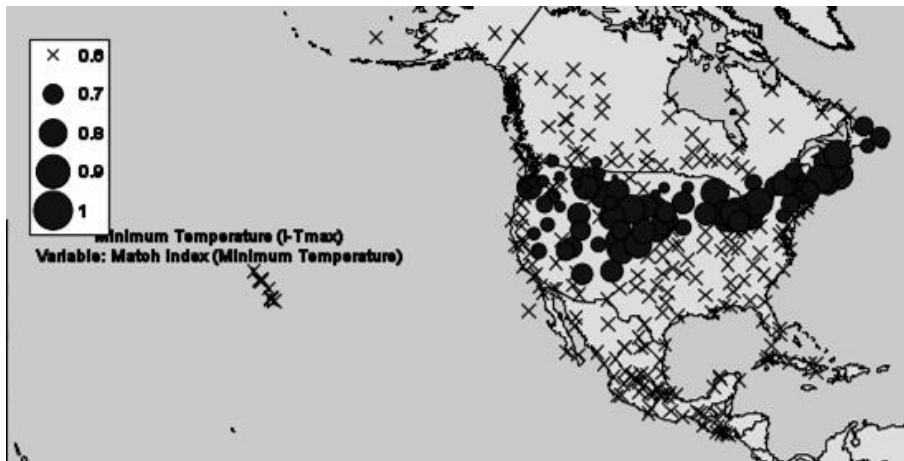 0.6
0.7
0.8
0.9
1
Minimum Temperature (I-Tmax)
Variable: Match Index (Minimum Temperature)